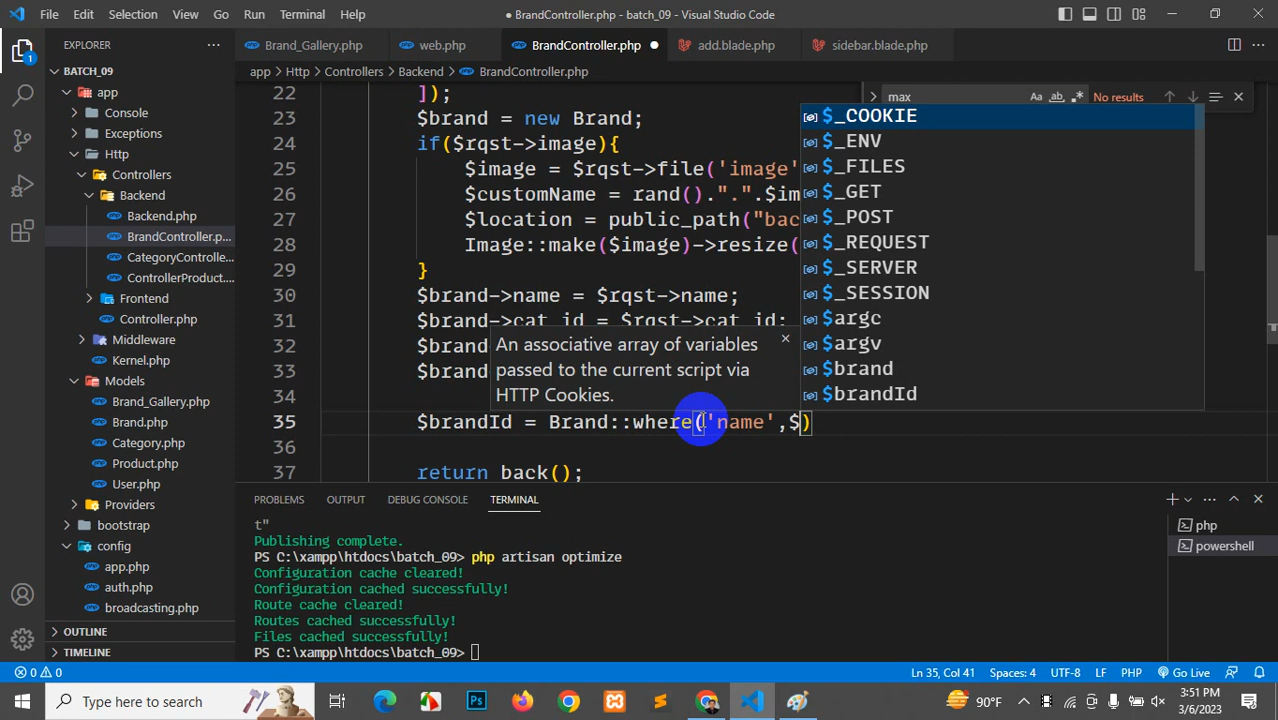 File Edit Selection View Go Run Terminal Help
● BrandController.php - batch_09 - Visual Studio Code
EXPLORER
Brand_Gallery.php
web.php
BrandController.php
add.blade.php
sidebar.blade.php
BATCH_09
app
Console
Exceptions
Http
Controllers
Backend
Backend.php
BrandController.p...
CategoryControlle...
ControllerProduct....
Frontend
Controller.php
Middleware
Kernel.php
Models
Brand_Gallery.php
Brand.php
Category.php
Product.php
User.php
Providers
bootstrap
config
app.php
auth.php
broadcasting.php
OUTLINE
TIMELINE
app > Http > Controllers > Backend > BrandController.php
max
Aa ab .*
No results
22 ]);
23 $brand = new Brand;
24 if($rqst->image){
25 $image = $rqst->file('image'
26 $customName = rand().".".$im
27 $location = public_path("bac
28 Image::make($image)->resize(
29 }
30 $brand->name = $rqst->name;
31 $brand->cat_id = $rqst->cat_id;
32 $brand
33 $brand
34
35 $brandId = Brand::where('name',$)
36
37 return back();
$_COOKIE
$_ENV
$_FILES
$_GET
$_POST
$_REQUEST
$_SERVER
$_SESSION
$argc
$argv
$brand
$brandId
An associative array of variables
passed to the current script via
HTTP Cookies.
PROBLEMS OUTPUT DEBUG CONSOLE TERMINAL
t"
Publishing complete.
PS C:\xampp\htdocs\batch_09> php artisan optimize
Configuration cache cleared!
Configuration cached successfully!
Route cache cleared!
Routes cached successfully!
Files cached successfully!
PS C:\xampp\htdocs\batch_09>
php
powershell
0 0
Ln 35, Col 41 Spaces: 4 UTF-8 LF PHP Go Live
Type here to search
Ps
90°F
3:51 PM
3/6/2023